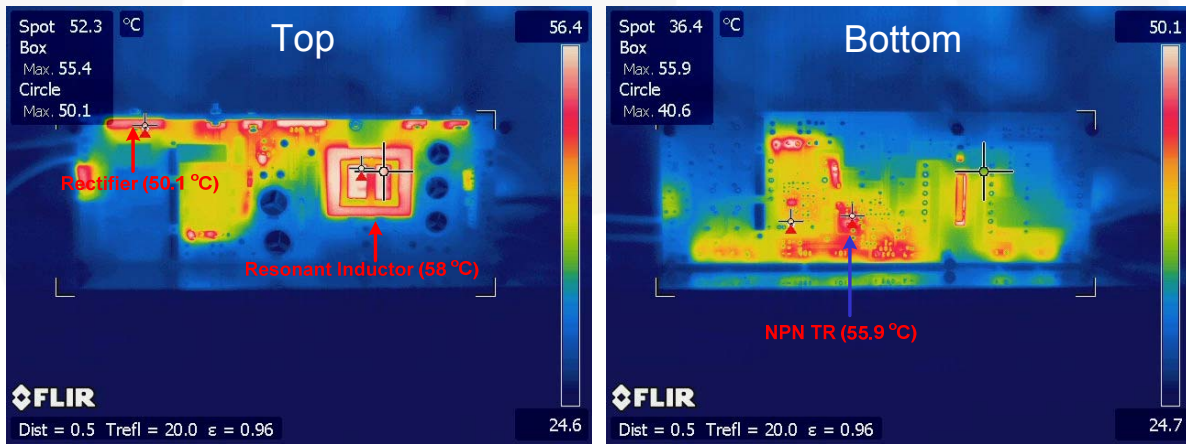 Spot 52.3 °C
Box
Max. 55.4
Circle
Max. 50.1
Top
56.4
Rectifier (50.1 °C)
Resonant Inductor (58 °C)
FLIR
Dist = 0.5 Trefl = 20.0 ε = 0.96
24.6
Spot 36.4 °C
Box
Max. 55.9
Circle
Max. 40.6
Bottom
50.1
NPN TR (55.9 °C)
FLIR
Dist = 0.5 Trefl = 20.0 ε = 0.96
24.7